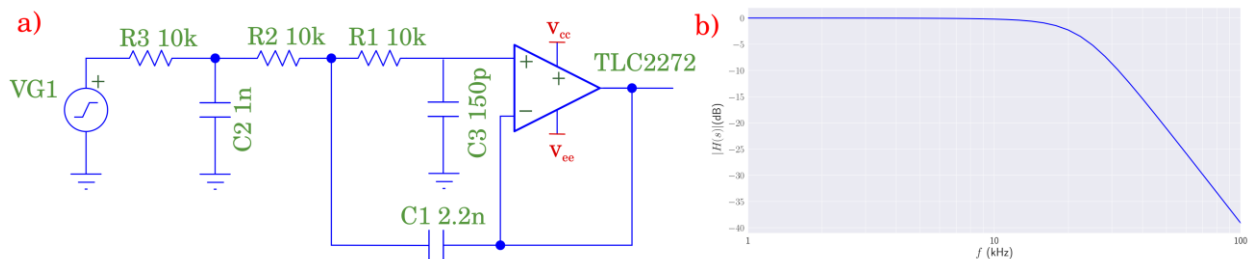 a)
R3 10k
R2 10k
R1 10k
VG1
+
C2 1n
C3 150p
+
−
+
Vcc
Vee
TLC2272
C1 2.2n
b)
|H(s)|(dB)
0
−5
−10
−15
−20
−25
−30
−35
−40
1
10
100
f (kHz)